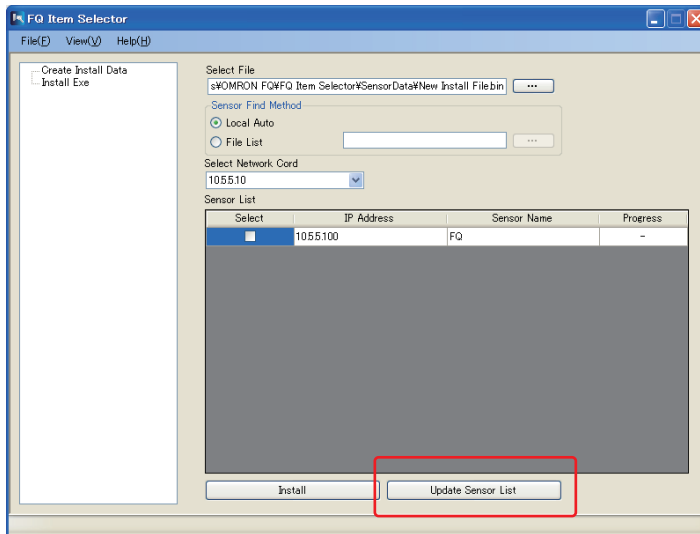 FQ Item Selector
File(F) View(V) Help(H)
Create Install Data
Install Exe
Select File
s¥OMRON FQ¥FQ Item Selector¥SensorData¥New Install File.bin ...
Sensor Find Method
Local Auto
File List ...
Select Network Cord
10.5.5.10
Sensor List
Select IP Address Sensor Name Progress
10.5.5.100 FQ -
Install Update Sensor List